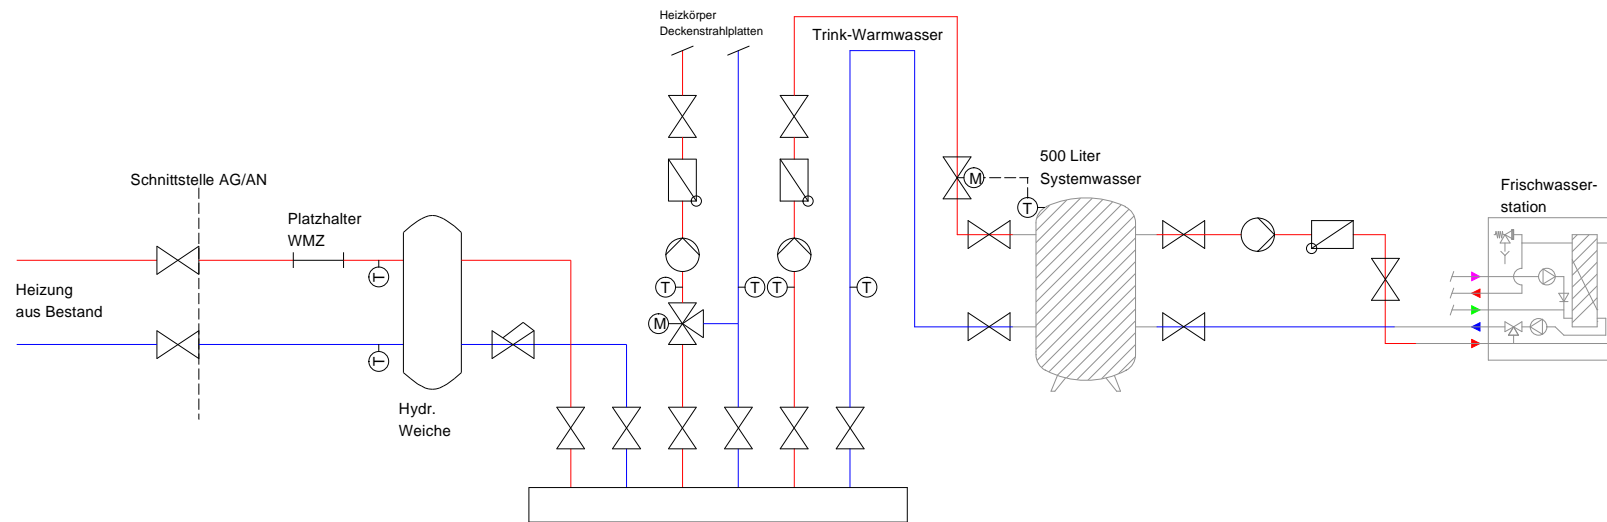 Heizkörper
Deckenstrahlplatten
Trink-Warmwasser
Schnittstelle AG/AN
Platzhalter
WMZ
T
Heizung
aus Bestand
T
Hydr.
Weiche
T
T
T
T
M
M
T
500 Liter
Systemwasser
Frischwasser-
station